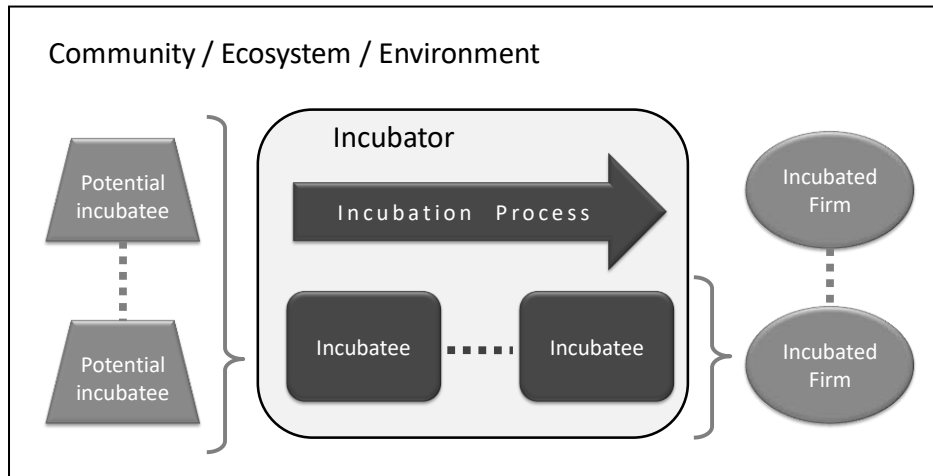 Community / Ecosystem / Environment
Incubator
Potential
incubatee
Incubation Process
Incubated
Firm
Potential
incubatee
Incubatee
Incubatee
Incubated
Firm